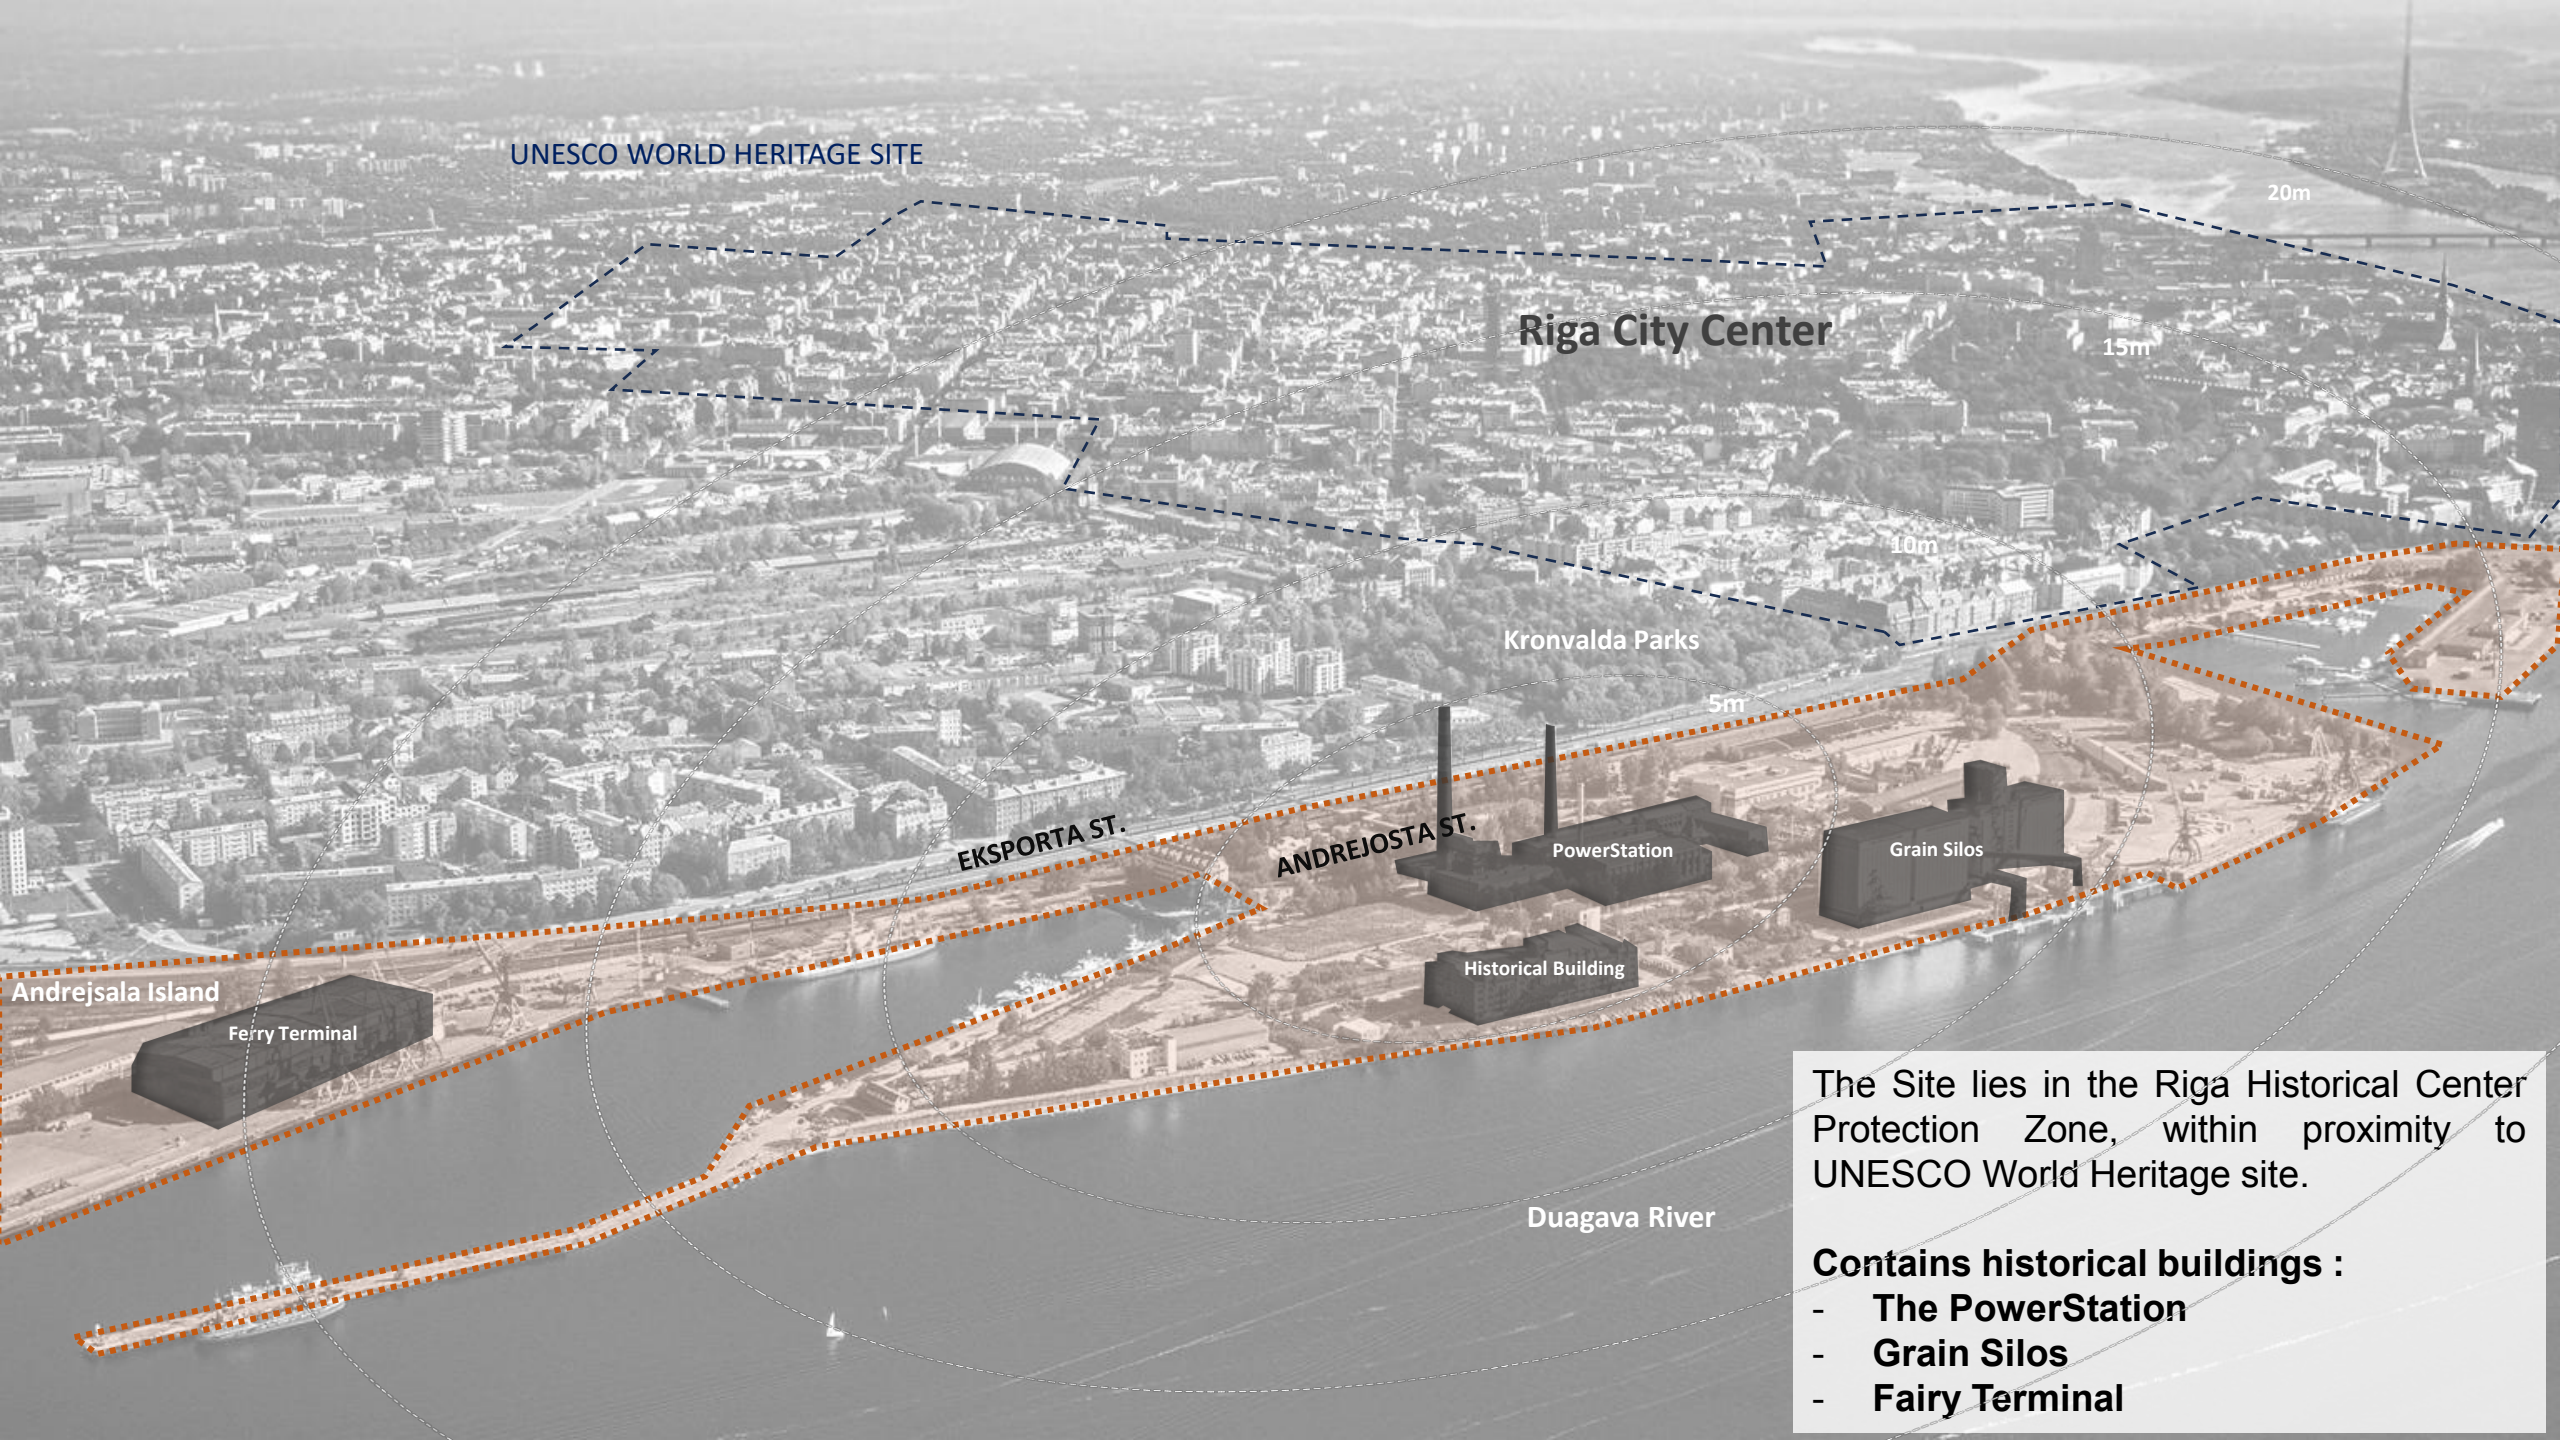 UNESCO WORLD HERITAGE SITE
20m
Riga City Center
15m
10m
Kronvalda Parks
5m
EKSPORTA ST.
ANDREJOSTA ST.
PowerStation
Grain Silos
Historical Building
Andrejsala Island
Ferry Terminal
Duagava River
The Site lies in the Riga Historical Center
Protection Zone, within proximity to
UNESCO World Heritage site.
Contains historical buildings :
- The PowerStation
- Grain Silos
- Fairy Terminal